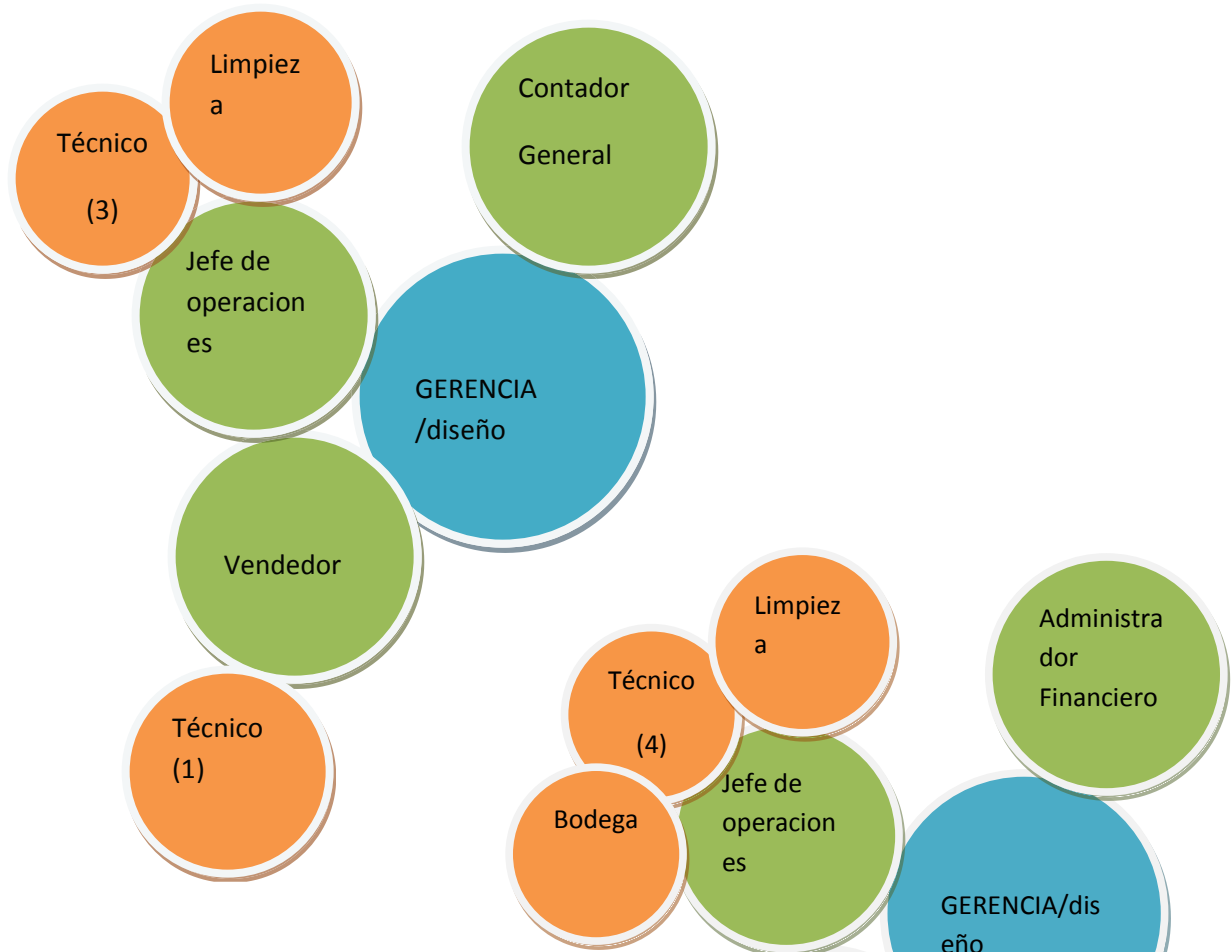 Limpiez
a
Contador
General
Técnico
(3)
Jefe de
operacion
es
GERENCIA
/diseño
Vendedor
Técnico
(1)
Limpiez
a
Administra
dor
Financiero
Técnico
(4)
Jefe de
operacion
es
Bodega
GERENCIA/dis
eño